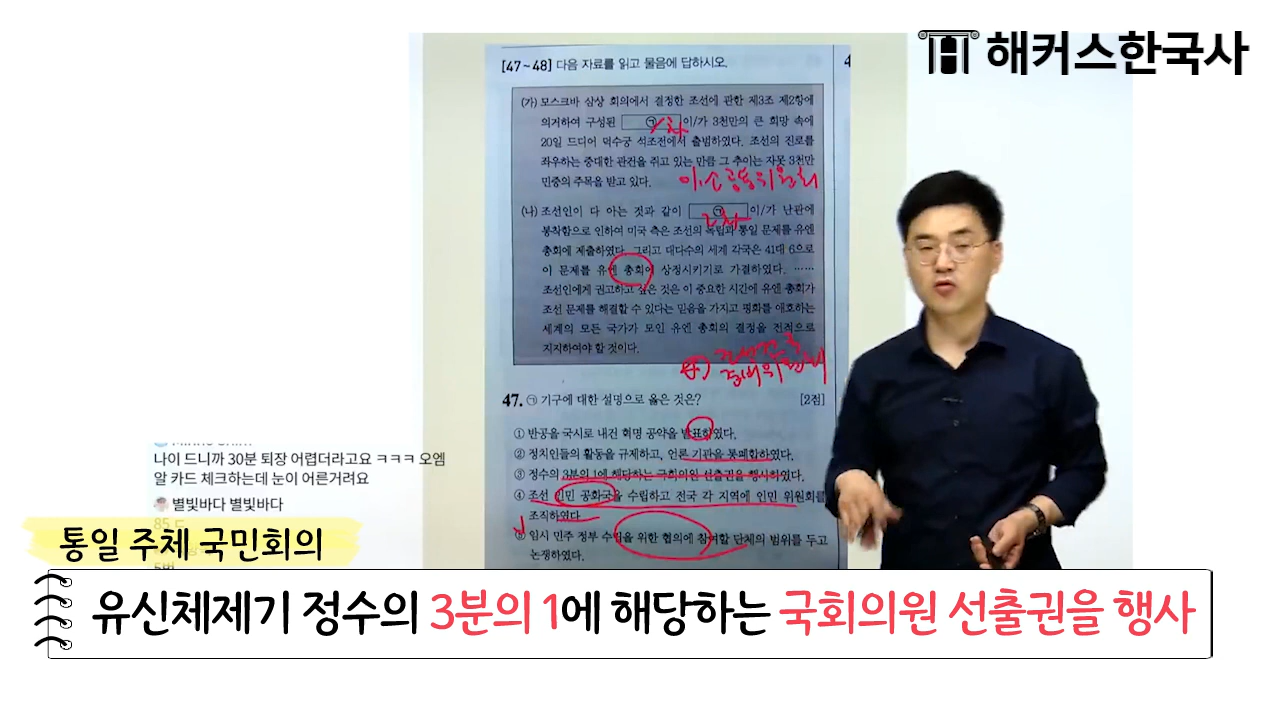 해커스한국사
[47~48] 다음 자료를 읽고 물음에 답하시오.
4
(가) 모스크바 삼상 회의에서 결정한 조선에 관한 제3조 제2항에
의거하여 구성된 ㉠ 이/가 3천만의 큰 희망 속에
1차
20일 드디어 덕수궁 석조전에서 출범하였다. 조선의 진로를
좌우하는 중대한 관건을 쥐고 있는 만큼 그 추이는 자못 3천만
민중의 주목을 받고 있다.
미·소공동위원회
(나) 조선인이 다 아는 것과 같이 ㉠ 이/가 난관에
2차
봉착함으로 인하여 미국 측은 조선의 독립과 통일 문제를 유엔
총회에 제출하였다. 그리고 대다수의 세계 각국은 41대 6으로
이 문제를 유엔 총회에 상정시키기로 가결하였다. ……
조선인에게 권고하고 싶은 것은 이 중요한 시간에 유엔 총회가
조선 문제를 해결할 수 있다는 믿음을 가지고 평화를 애호하는
세계의 모든 국가가 모인 유엔 총회의 결정을 전적으로
지지하여야 할 것이다.
조선건국
준비위원회
47. ㉠ 기구에 대한 설명으로 옳은 것은? [2점]
① 반공을 국시로 내건 혁명 공약을 발표하였다.
② 정치인들의 활동을 규제하고, 언론 기관을 통폐합하였다.
③ 정수의 3분의 1에 해당하는 국회의원 선출권을 행사하였다.
④ 조선 인민 공화국을 수립하고 전국 각 지역에 인민 위원회를
조직하였다.
⑤ 임시 민주 정부 수립을 위한 협의에 참여할 단체의 범위를 두고
논쟁하였다.
나이 드니까 30분 퇴장 어렵더라고요 ㅋㅋㅋ 오엠
알 카드 체크하는데 눈이 어른거려요
별빛바다 별빛바다
통일 주체 국민회의
유신체제기 정수의 3분의 1에 해당하는 국회의원 선출권을 행사